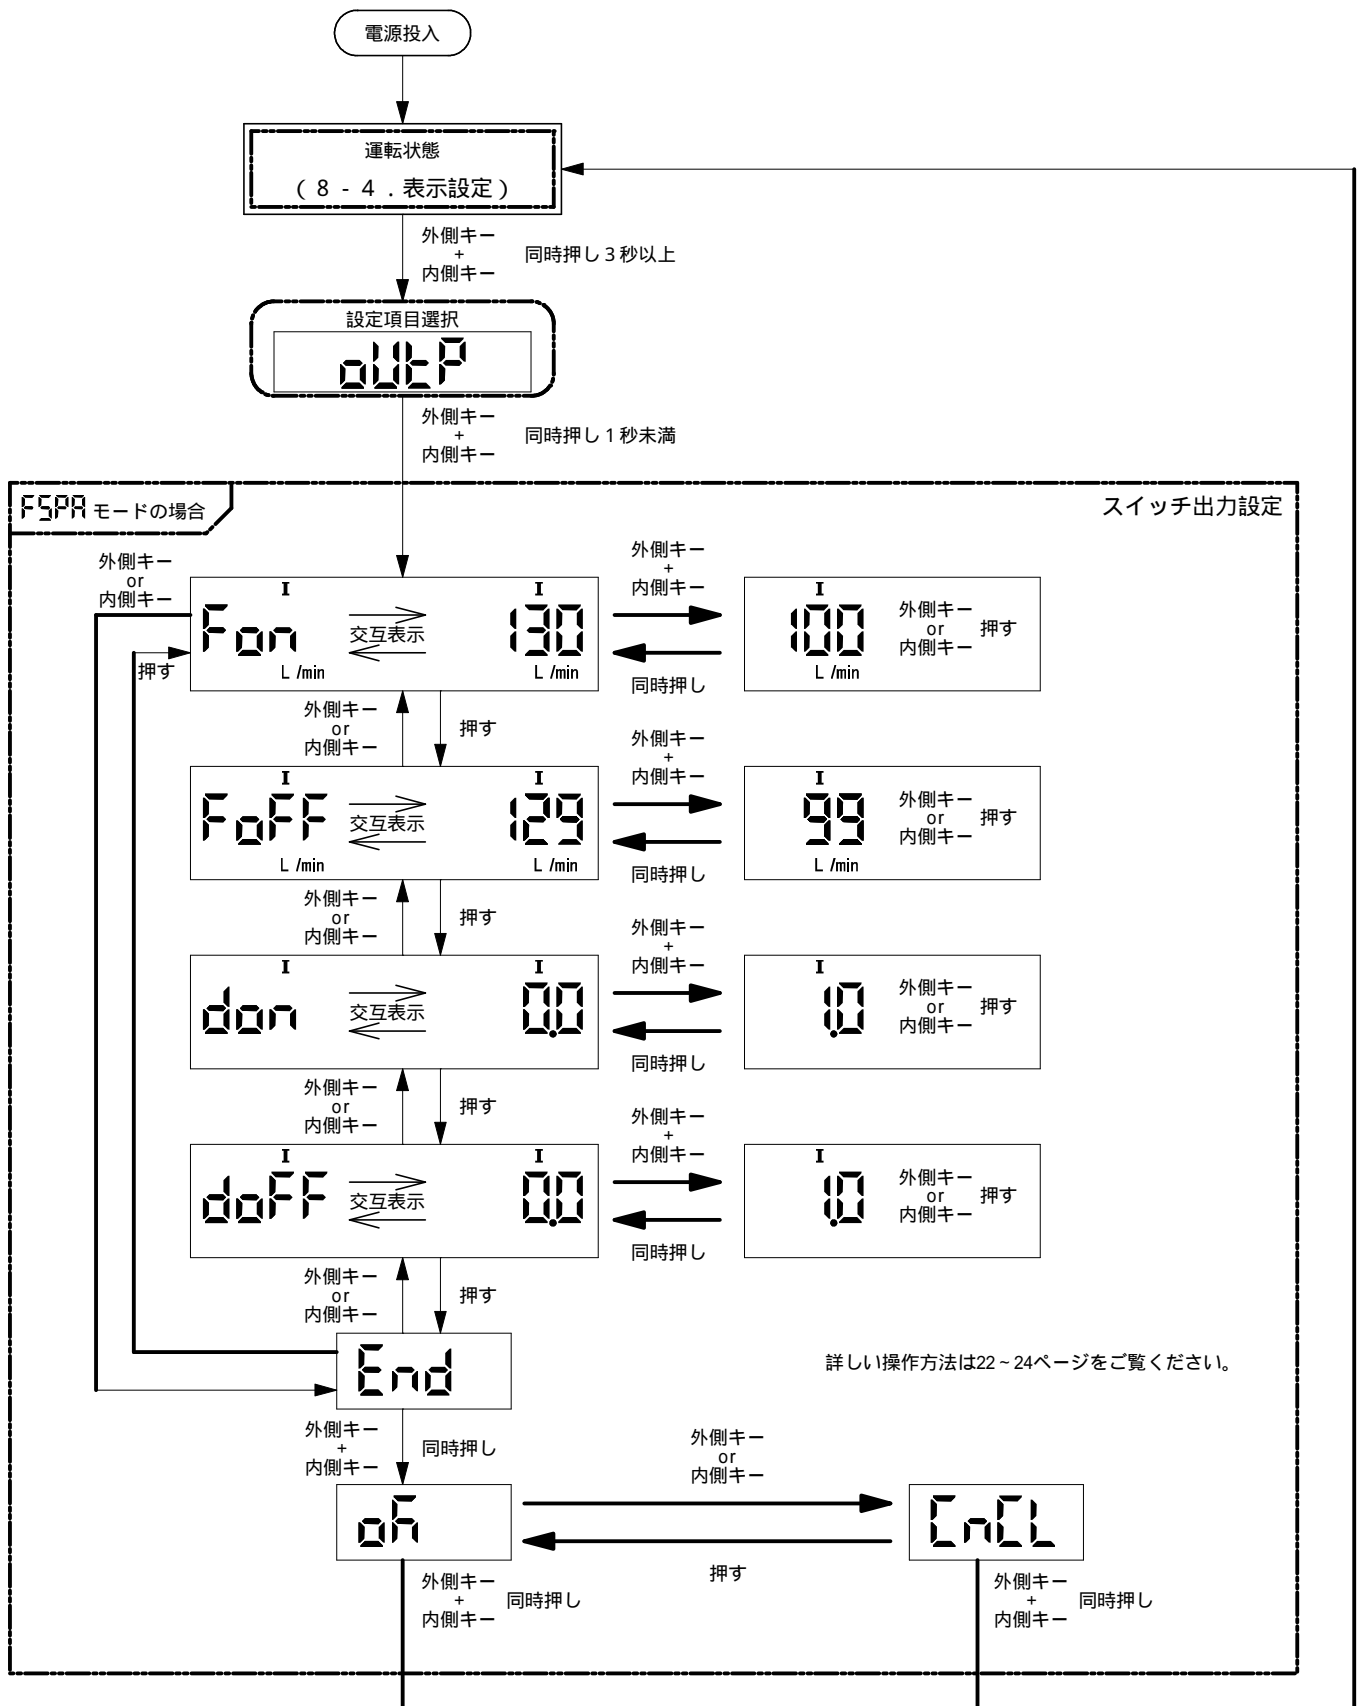 電源投入
運転状態
(８-４.表示設定)
外側キー
+
内側キー
同時押し３秒以上
設定項目選択
oUtP
外側キー
+
内側キー
同時押し１秒未満
FSPA モードの場合
スイッチ出力設定
外側キー
or
内側キー
押す
I
Fon
L /min
交互表示
I
130
L /min
外側キー
+
内側キー
同時押し
I
100
L /min
外側キー
or
内側キー
押す
外側キー
or
内側キー
押す
I
FoFF
L /min
交互表示
I
129
L /min
外側キー
+
内側キー
同時押し
I
99
L /min
外側キー
or
内側キー
押す
外側キー
or
内側キー
押す
I
don
交互表示
I
0.0
外側キー
+
内側キー
同時押し
I
1.0
外側キー
or
内側キー
押す
外側キー
or
内側キー
押す
I
doFF
交互表示
I
0.0
外側キー
+
内側キー
同時押し
I
1.0
外側キー
or
内側キー
押す
外側キー
or
内側キー
押す
End
詳しい操作方法は22~24ページをご覧ください。
外側キー
+
内側キー
同時押し
外側キー
or
内側キー
押す
oK
CnCL
外側キー
+
内側キー
同時押し
外側キー
+
内側キー
同時押し